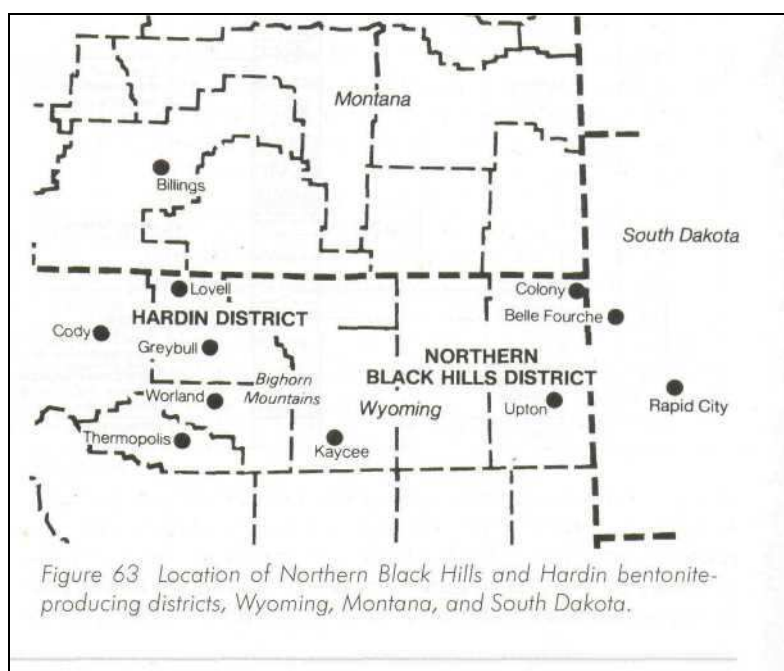 Montana
Billings
South Dakota
Lovell
Colony
HARDIN DISTRICT
Belle Fourche
Cody
Greybull
NORTHERN
BLACK HILLS DISTRICT
Bighorn
Mountains
Worland
Wyoming
Upton
Rapid City
Thermopolis
Kaycee
Figure 63 Location of Northern Black Hills and Hardin bentonite-
producing districts, Wyoming, Montana, and South Dakota.